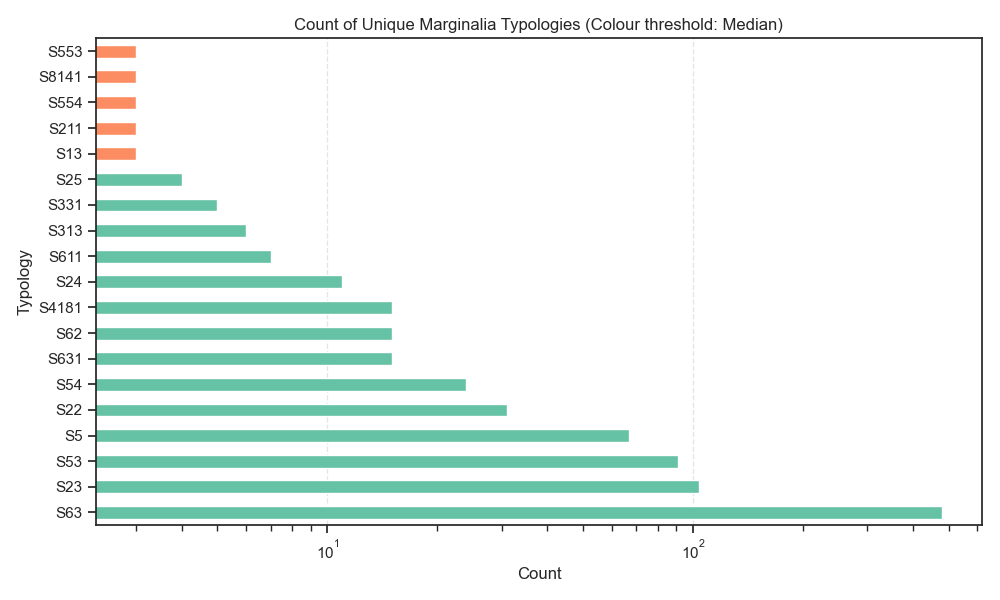 Count of Unique Marginalia Typologies (Colour threshold: Median)
Typology
S553
S8141
S554
S211
S13
S25
S331
S313
S611
S24
S4181
S62
S631
S54
S22
S5
S53
S23
S63
10¹ 10²
Count